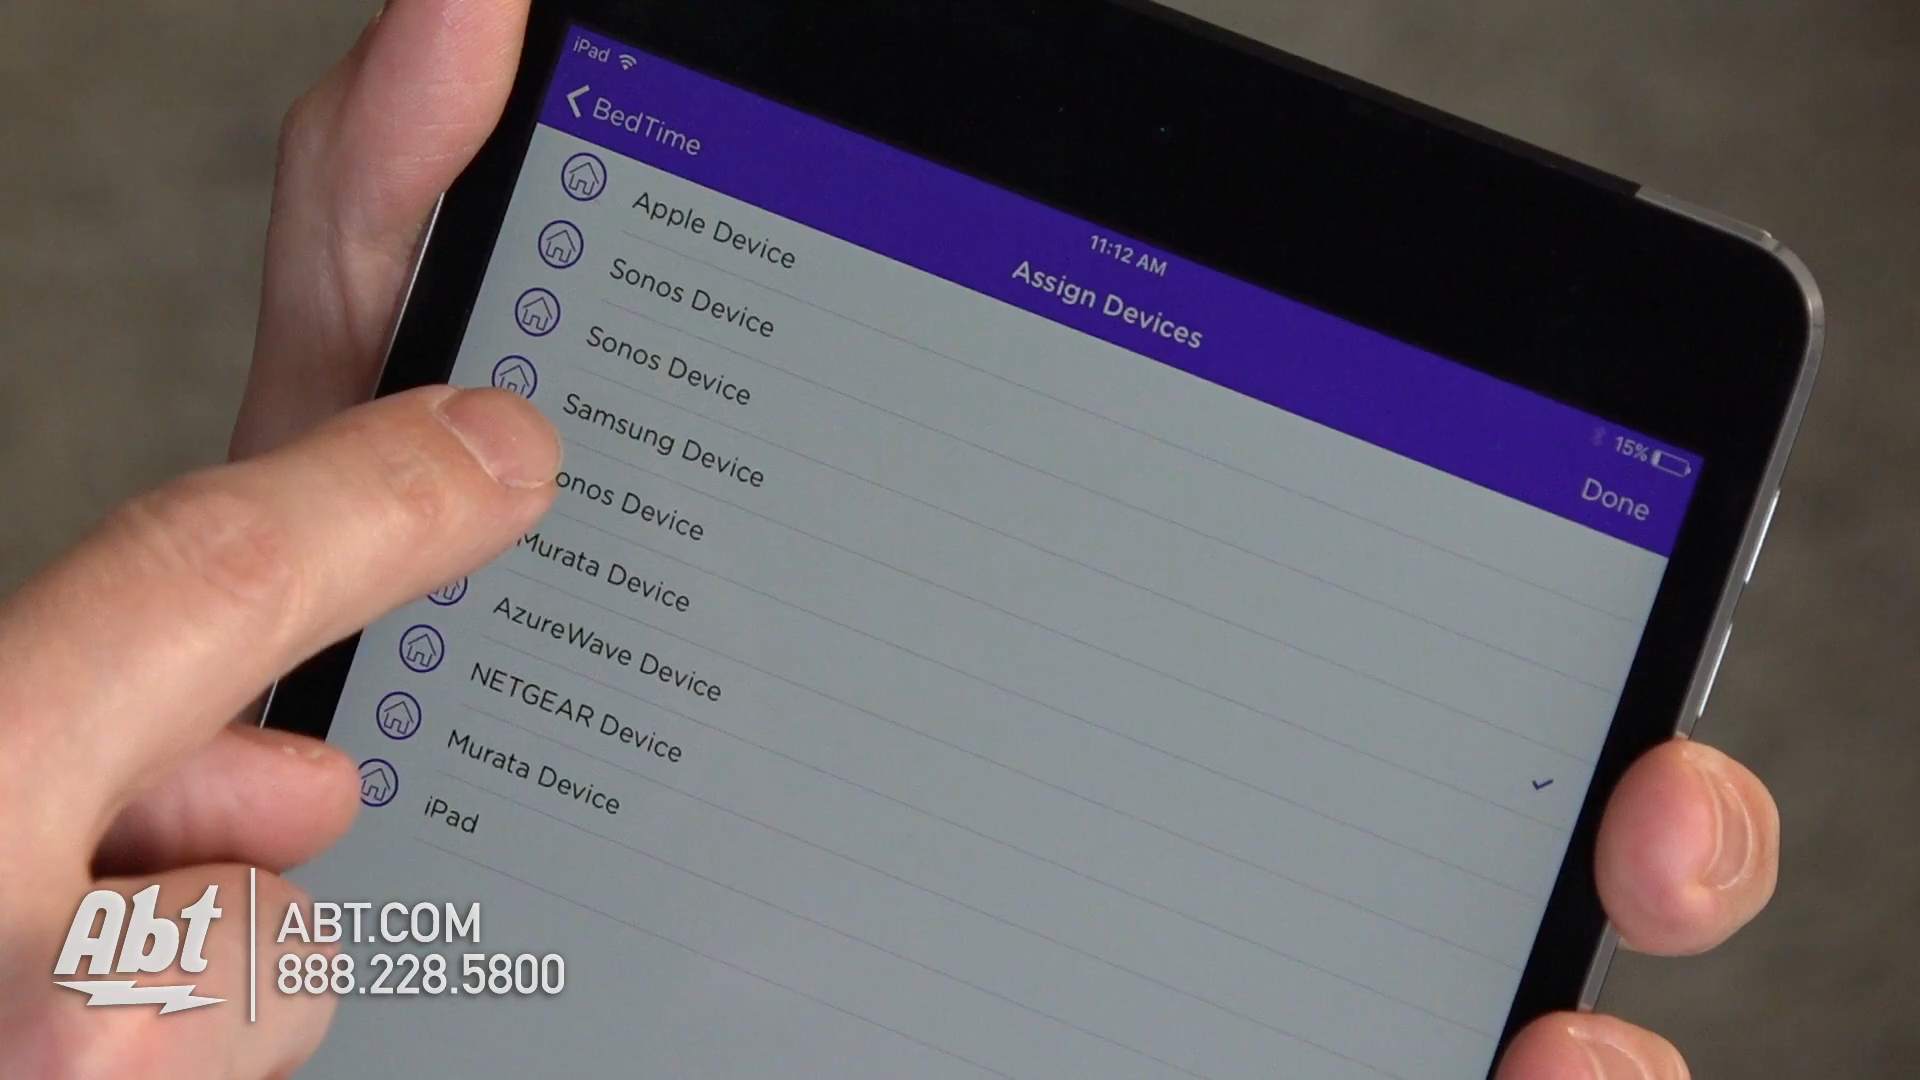 iPad
11:12 AM
15%
BedTime
Assign Devices
Done
Apple Device
Sonos Device
Sonos Device
Samsung Device
onos Device
Murata Device
AzureWave Device
NETGEAR Device
Murata Device
iPad
Abt
ABT.COM
888.228.5800